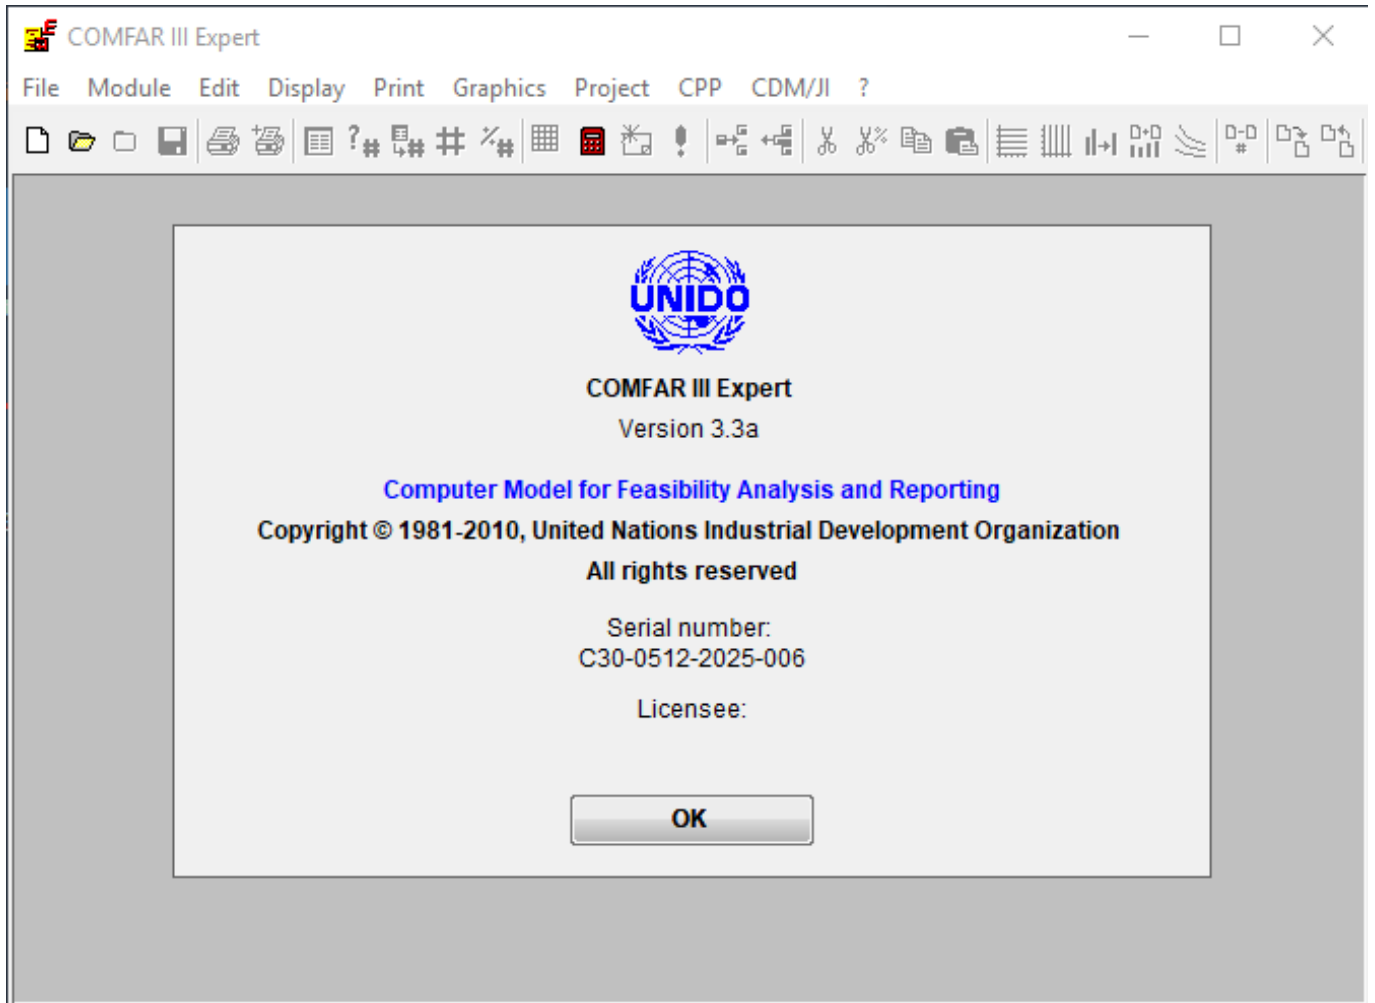 COMFAR III Expert
File Module Edit Display Print Graphics Project CPP CDM/JI ?
UNIDO
COMFAR III Expert
Version 3.3a
Computer Model for Feasibility Analysis and Reporting
Copyright © 1981-2010, United Nations Industrial Development Organization
All rights reserved
Serial number:
C30-0512-2025-006
Licensee:
OK